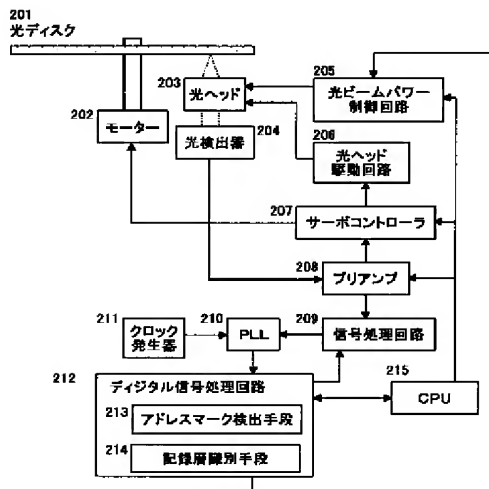 201
光ディスク
203
光ヘッド
205
光ビームパワー
制御回路
202
モーター
204
光検出器
206
光ヘッド
駆動回路
207
サーボコントローラ
208
プリアンプ
211
クロック
発生器
210
PLL
209
信号処理回路
212
ディジタル信号処理回路
215
CPU
213
アドレスマーク検出手段
214
記録層識別手段